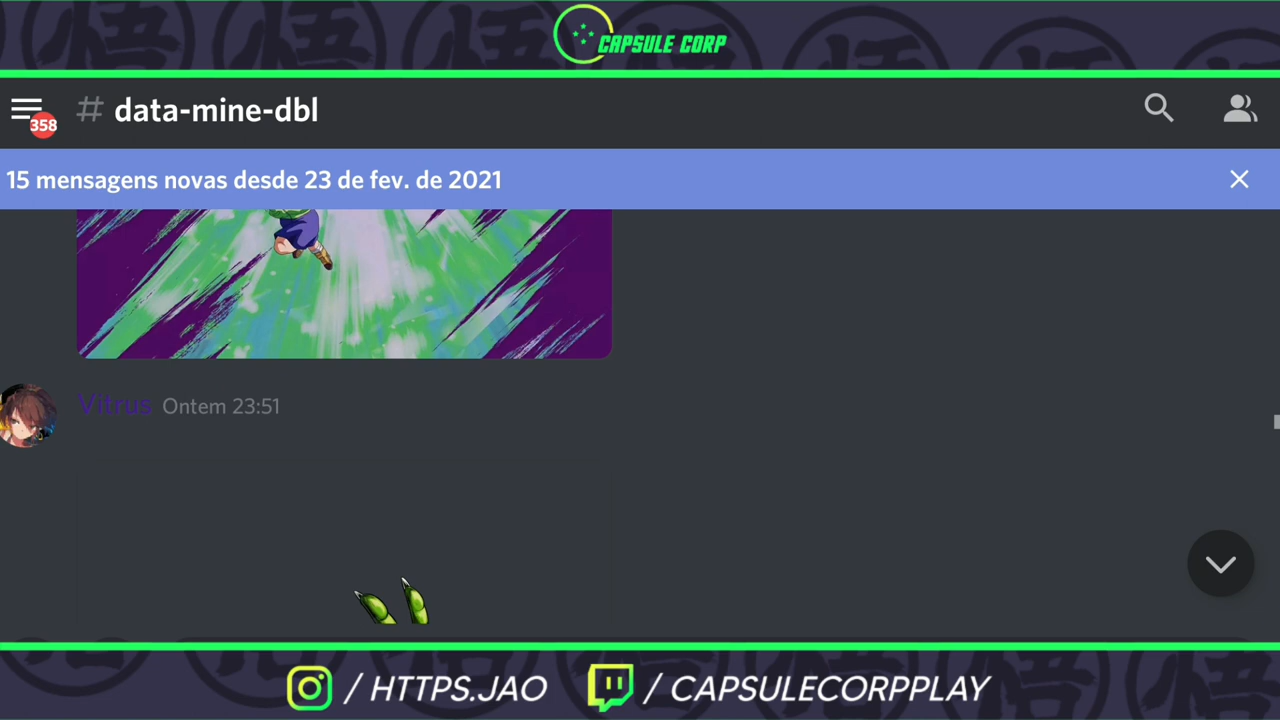 CAPSULE CORP
358
# data-mine-dbl
15 mensagens novas desde 23 de fev. de 2021
Vitrus Ontem 23:51
/ HTTPS.JAO / CAPSULECORPPLAY